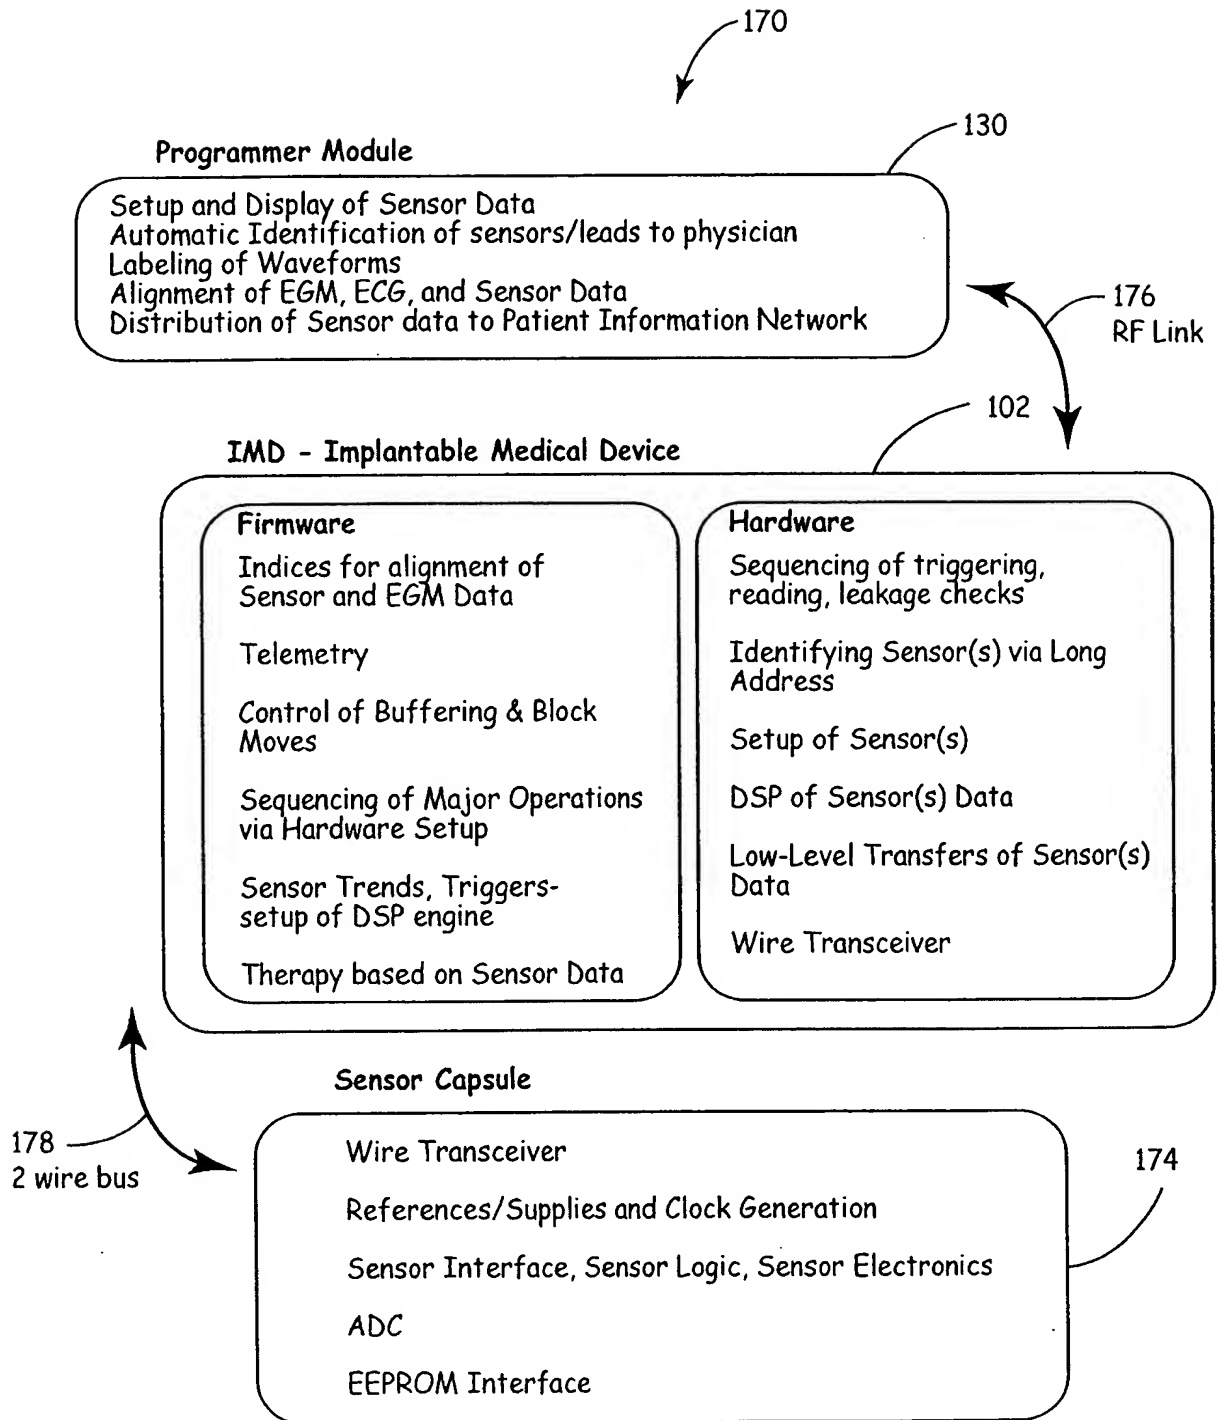 170
130
Programmer Module
Setup and Display of Sensor Data
Automatic Identification of sensors/leads to physician
Labeling of Waveforms
Alignment of EGM, ECG, and Sensor Data
Distribution of Sensor data to Patient Information Network
176
RF Link
102
IMD - Implantable Medical Device
Firmware
Indices for alignment of
Sensor and EGM Data
Telemetry
Control of Buffering & Block
Moves
Sequencing of Major Operations
via Hardware Setup
Sensor Trends, Triggers-
setup of DSP engine
Therapy based on Sensor Data
Hardware
Sequencing of triggering,
reading, leakage checks
Identifying Sensor(s) via Long
Address
Setup of Sensor(s)
DSP of Sensor(s) Data
Low-Level Transfers of Sensor(s)
Data
Wire Transceiver
178
2 wire bus
Sensor Capsule
174
Wire Transceiver
References/Supplies and Clock Generation
Sensor Interface, Sensor Logic, Sensor Electronics
ADC
EEPROM Interface